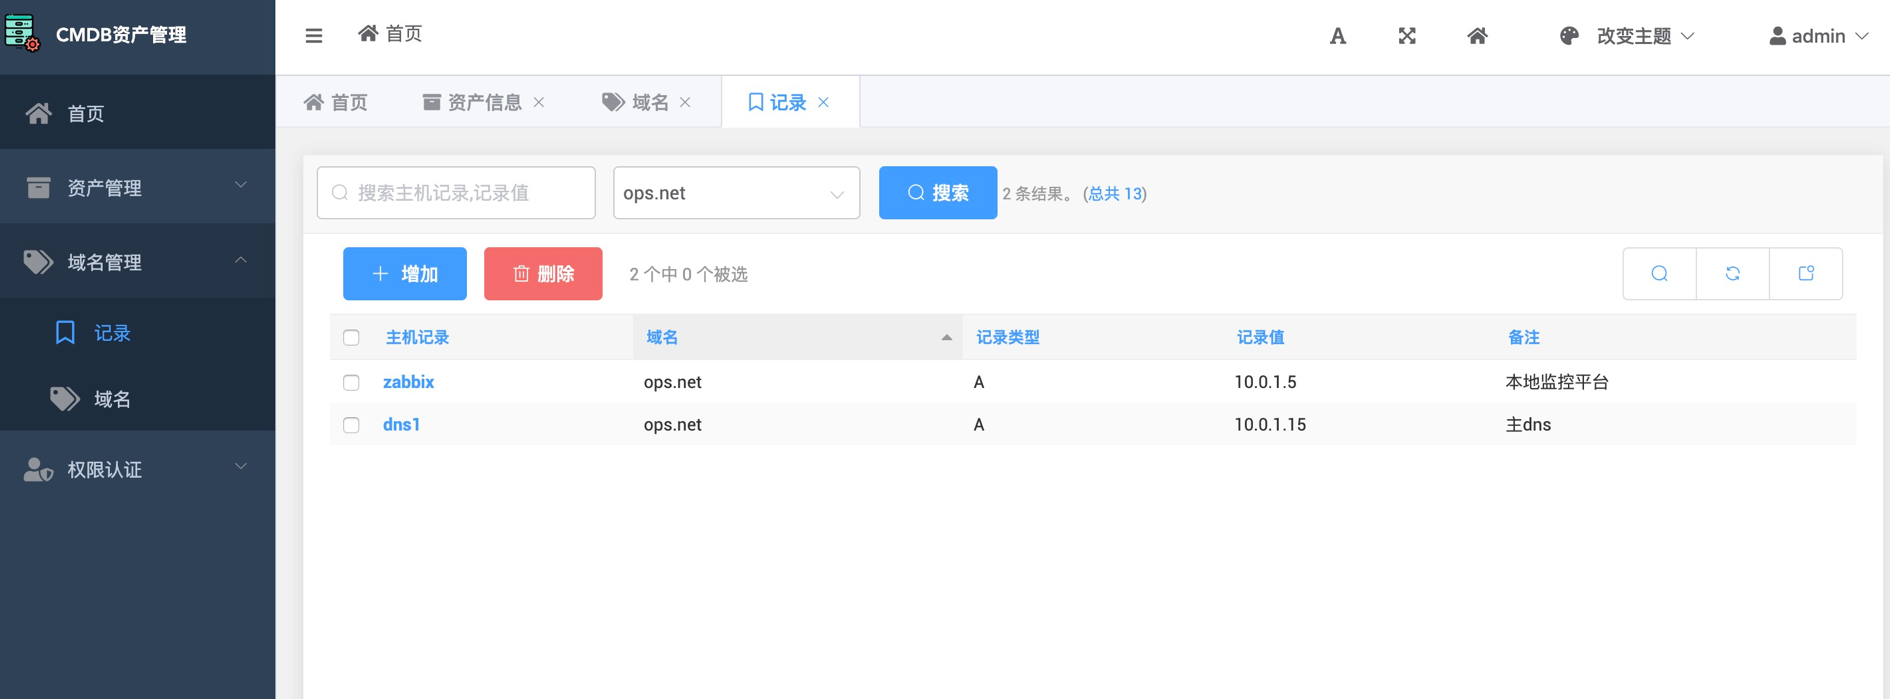 CMDB资产管理
首页
首页
A
改变主题
admin
资产管理
域名管理
记录
域名
权限认证
首页
资产信息
域名
记录
搜索主机记录,记录值
ops.net
搜索
2 条结果。 (总共 13)
增加
删除
2 个中 0 个被选
主机记录 域名 记录类型 记录值 备注
zabbix ops.net A 10.0.1.5 本地监控平台
dns1 ops.net A 10.0.1.15 主dns